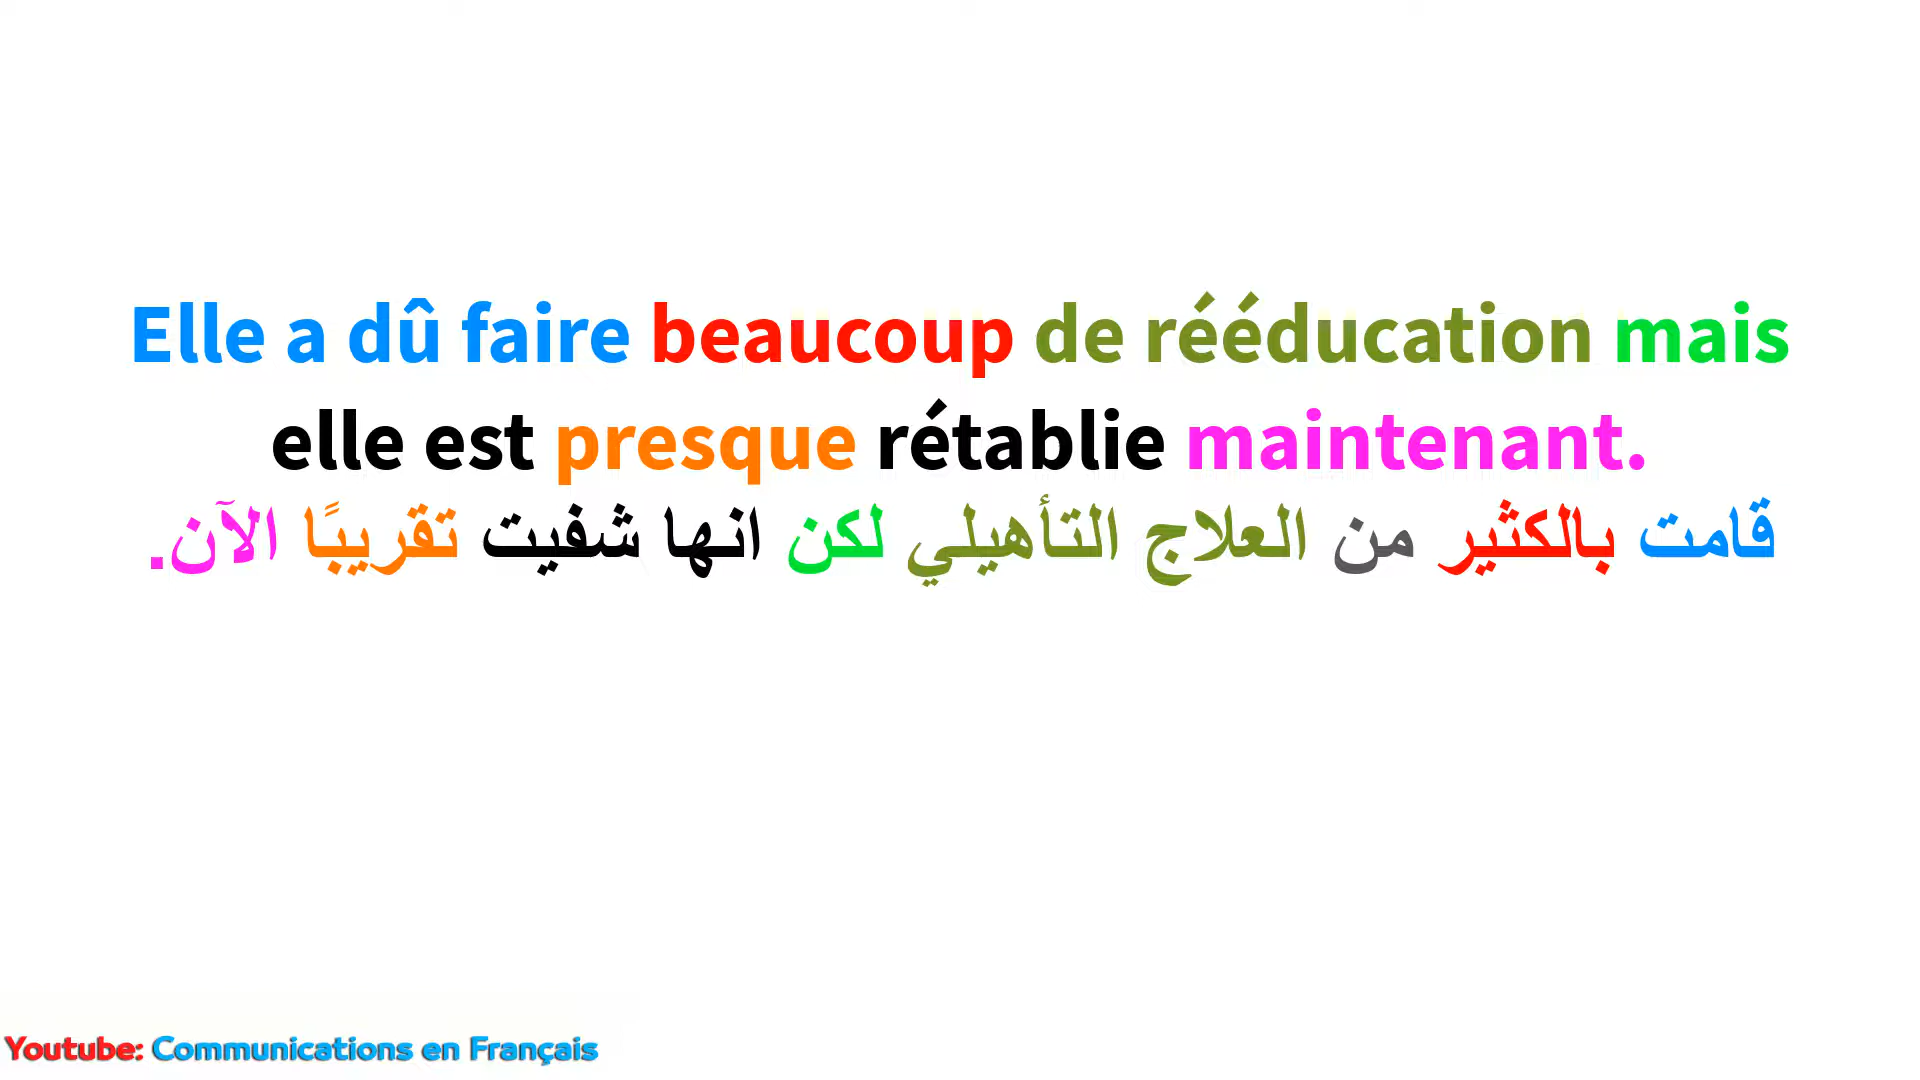 Elle a dû faire beaucoup de rééducation mais
elle est presque rétablie maintenant.
قامت بالكثير من العلاج التأهيلي لكن انها شفيت تقريبًا الآن.
Youtube: Communications en Français